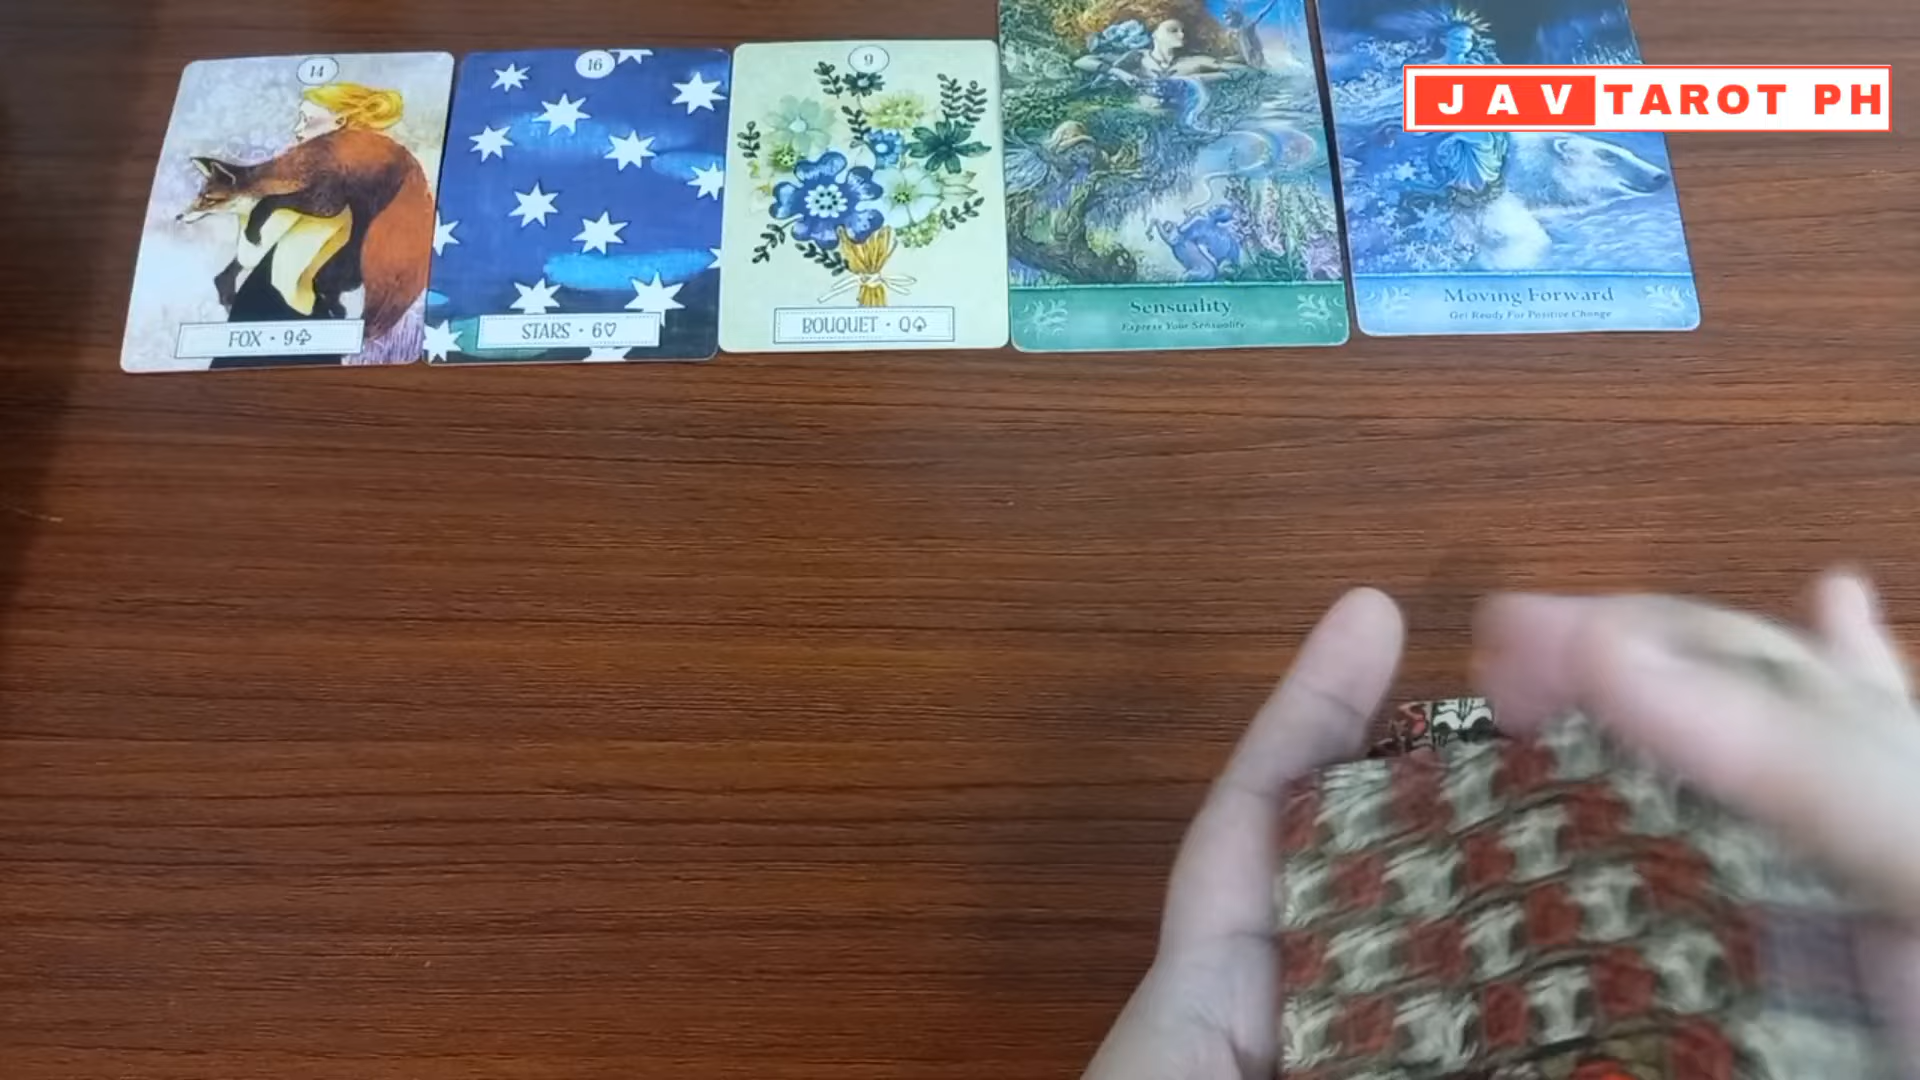 14
FOX · 9♧
16
STARS · 6♡
9
BOUQUET · Q♤
Sensuality
Express Your Sensuality
Moving Forward
Get Ready For Positive Change
JAV TAROT PH